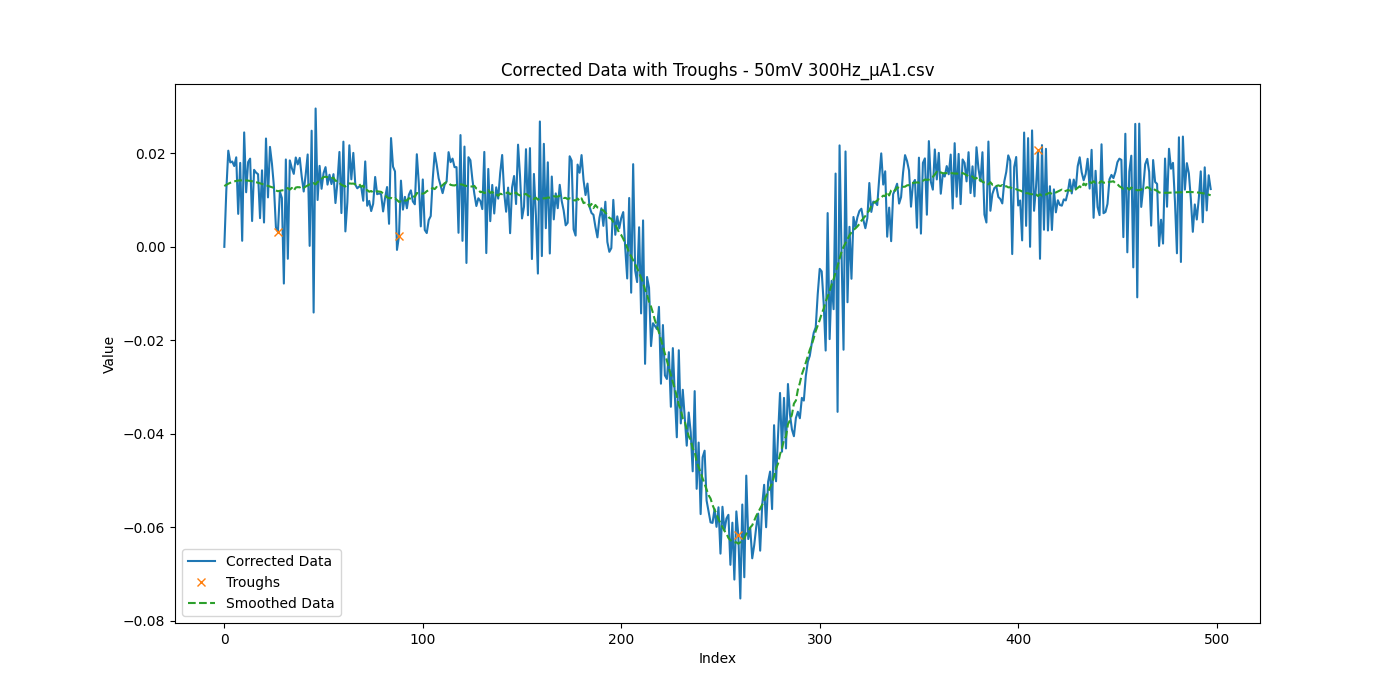 Corrected Data with Troughs - 50mV 300Hz_μA1.csv
0.02
0.00
−0.02
−0.04
−0.06
−0.08
Value
Corrected Data
Troughs
Smoothed Data
0 100 200 300 400 500
Index